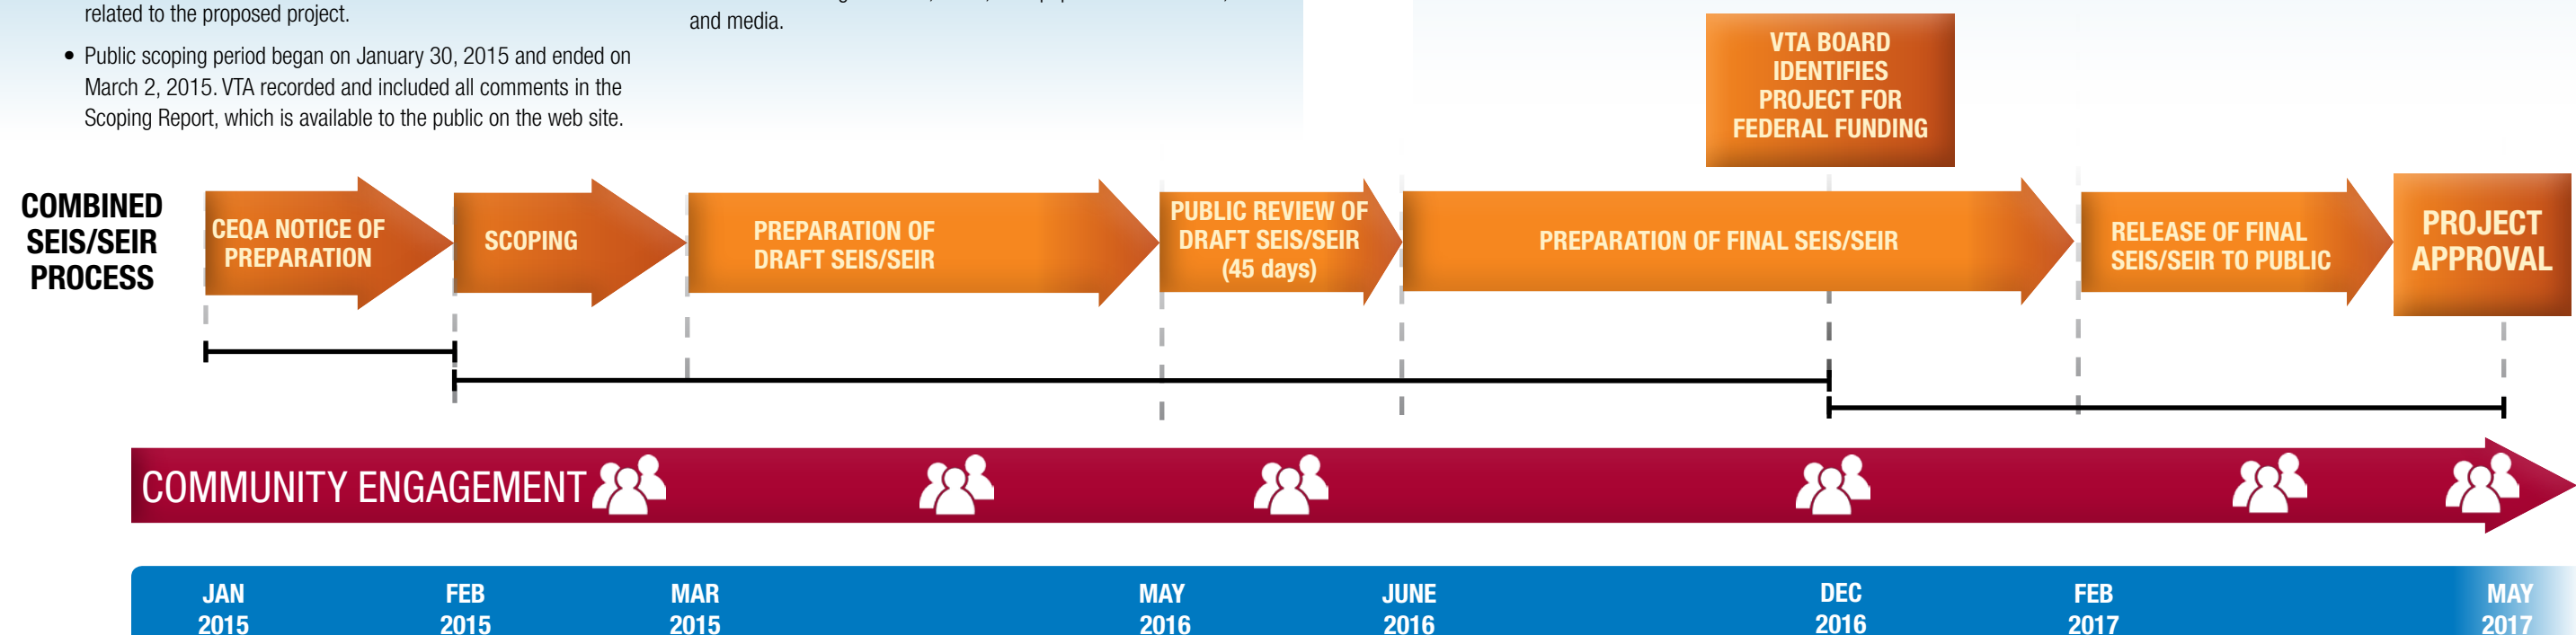 related to the proposed project.
• Public scoping period began on January 30, 2015 and ended on
March 2, 2015. VTA recorded and included all comments in the
Scoping Report, which is available to the public on the web site.
and media.
VTA BOARD
IDENTIFIES
PROJECT FOR
FEDERAL FUNDING
COMBINED
SEIS/SEIR
PROCESS
CEQA NOTICE OF
PREPARATION
SCOPING
PREPARATION OF
DRAFT SEIS/SEIR
PUBLIC REVIEW OF
DRAFT SEIS/SEIR
(45 days)
PREPARATION OF FINAL SEIS/SEIR
RELEASE OF FINAL
SEIS/SEIR TO PUBLIC
PROJECT
APPROVAL
COMMUNITY ENGAGEMENT
JAN
2015
FEB
2015
MAR
2015
MAY
2016
JUNE
2016
DEC
2016
FEB
2017
MAY
2017